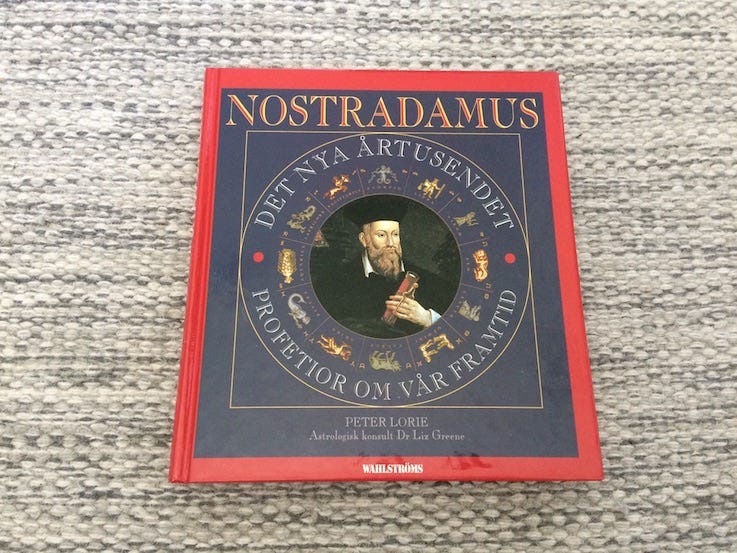 NOSTRADAMUS
DET NYA ÅRTUSENDET
PROFETIOR OM VÅR FRAMTID
PETER LORIE
Astrologisk konsult Dr Liz Greene
WAHLSTRÖMS